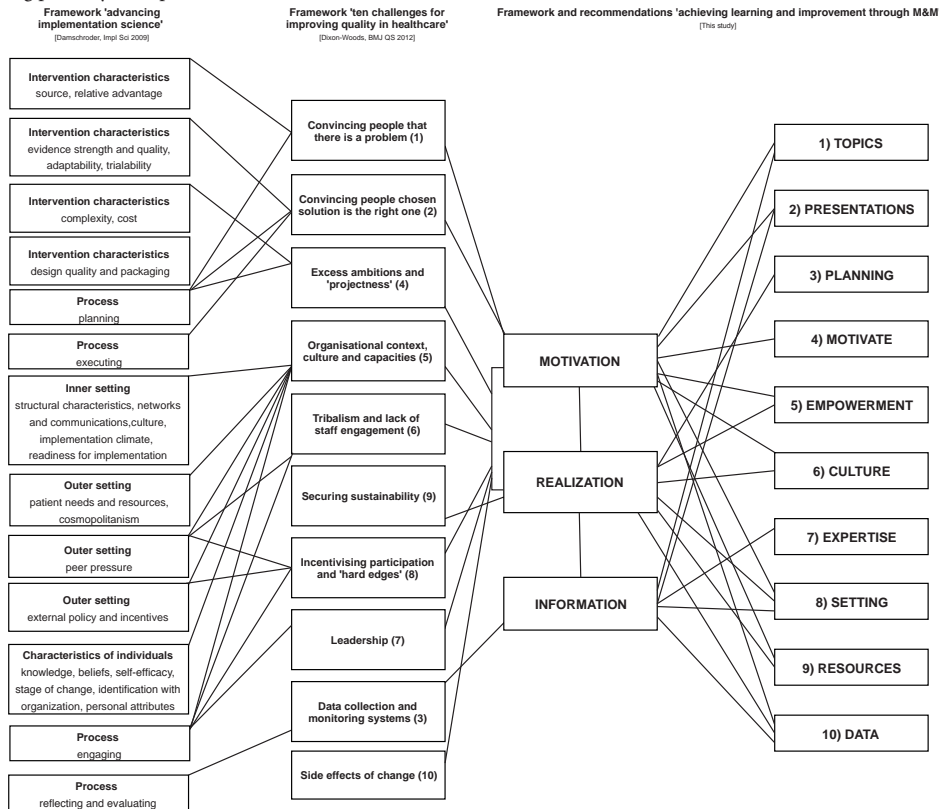 Framework 'advancing
implementation science'
[Damschroder, Impl Sci 2009]
Intervention characteristics
source, relative advantage
Intervention characteristics
evidence strength and quality,
adaptability, trialability
Intervention characteristics
complexity, cost
Intervention characteristics
design quality and packaging
Process
planning
Process
executing
Inner setting
structural characteristics, networks
and communications,culture,
implementation climate,
readiness for implementation
Outer setting
patient needs and resources,
cosmopolitanism
Outer setting
peer pressure
Outer setting
external policy and incentives
Characteristics of individuals
knowledge, beliefs, self-efficacy,
stage of change, identification with
organization, personal attributes
Process
engaging
Process
reflecting and evaluating
Framework 'ten challenges for
improving quality in healthcare'
[Dixon-Woods, BMJ QS 2012]
Convincing people that
there is a problem (1)
Convincing people chosen
solution is the right one (2)
Excess ambitions and
'projectness' (4)
Organisational context,
culture and capacities (5)
Tribalism and lack of
staff engagement (6)
Securing sustainability (9)
Incentivising participation
and 'hard edges' (8)
Leadership (7)
Data collection and
monitoring systems (3)
Side effects of change (10)
Framework and recommendations 'achieving learning and improvement through M&M
[This study]
MOTIVATION
REALIZATION
INFORMATION
1) TOPICS
2) PRESENTATIONS
3) PLANNING
4) MOTIVATE
5) EMPOWERMENT
6) CULTURE
7) EXPERTISE
8) SETTING
9) RESOURCES
10) DATA